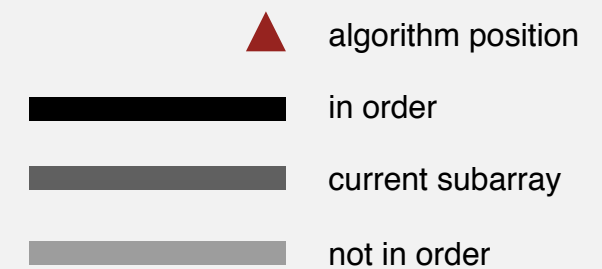 algorithm position
in order
current subarray
not in order